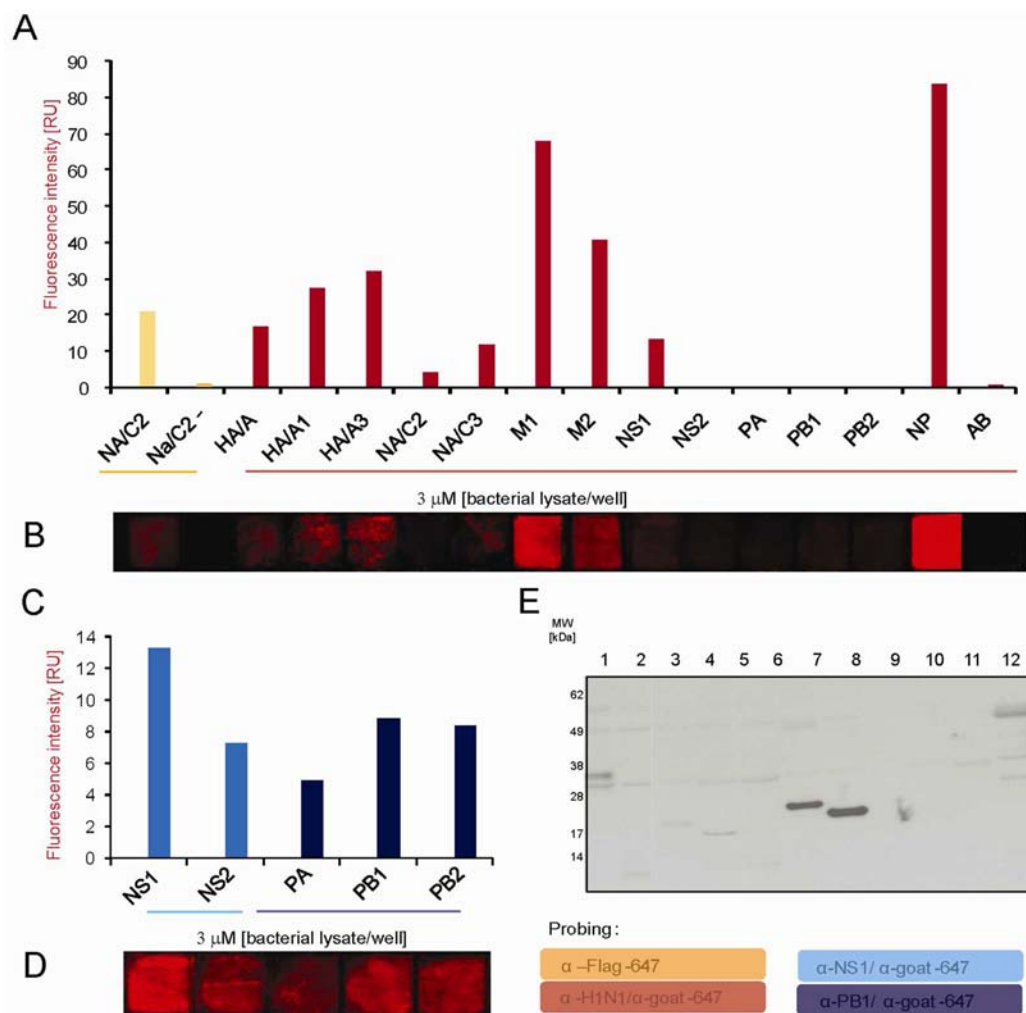 A
Fluorescence intensity [RU]
90
80
70
60
50
40
30
20
10
0
NA/C2
Na/C2 -
HA/A
HA/A1
HA/A3
NA/C2
NA/C3
M1
M2
NS1
NS2
PA
PB1
PB2
NP
AB
3 µM [bacterial lysate/well]
B
C
Fluorescence intensity [RU]
14
12
10
8
6
4
2
0
NS1
NS2
PA
PB1
PB2
3 µM [bacterial lysate/well]
D
E
MW
[kDa]
1 2 3 4 5 6 7 8 9 10 11 12
62
49
38
28
17
14
Probing :
α –Flag -647
α-NS1/ α-goat -647
α-H1N1/α-goat -647
α-PB1/ α-goat -647